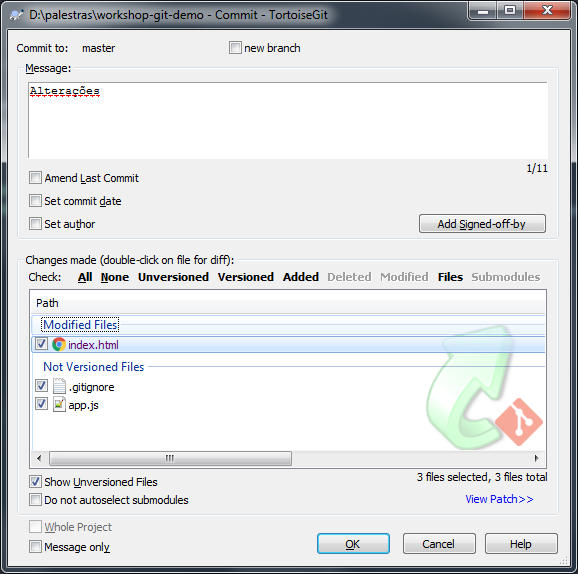 D:\palestras\workshop-git-demo - Commit - TortoiseGit
Commit to: master new branch
Message:
Alterações
1/11
Amend Last Commit
Set commit date
Set author
Add Signed-off-by
Changes made (double-click on file for diff):
Check: All None Unversioned Versioned Added Deleted Modified Files Submodules
Path
Modified Files
index.html
Not Versioned Files
.gitignore
app.js
Show Unversioned Files
3 files selected, 3 files total
Do not autoselect submodules
View Patch>>
Whole Project
Message only
OK Cancel Help